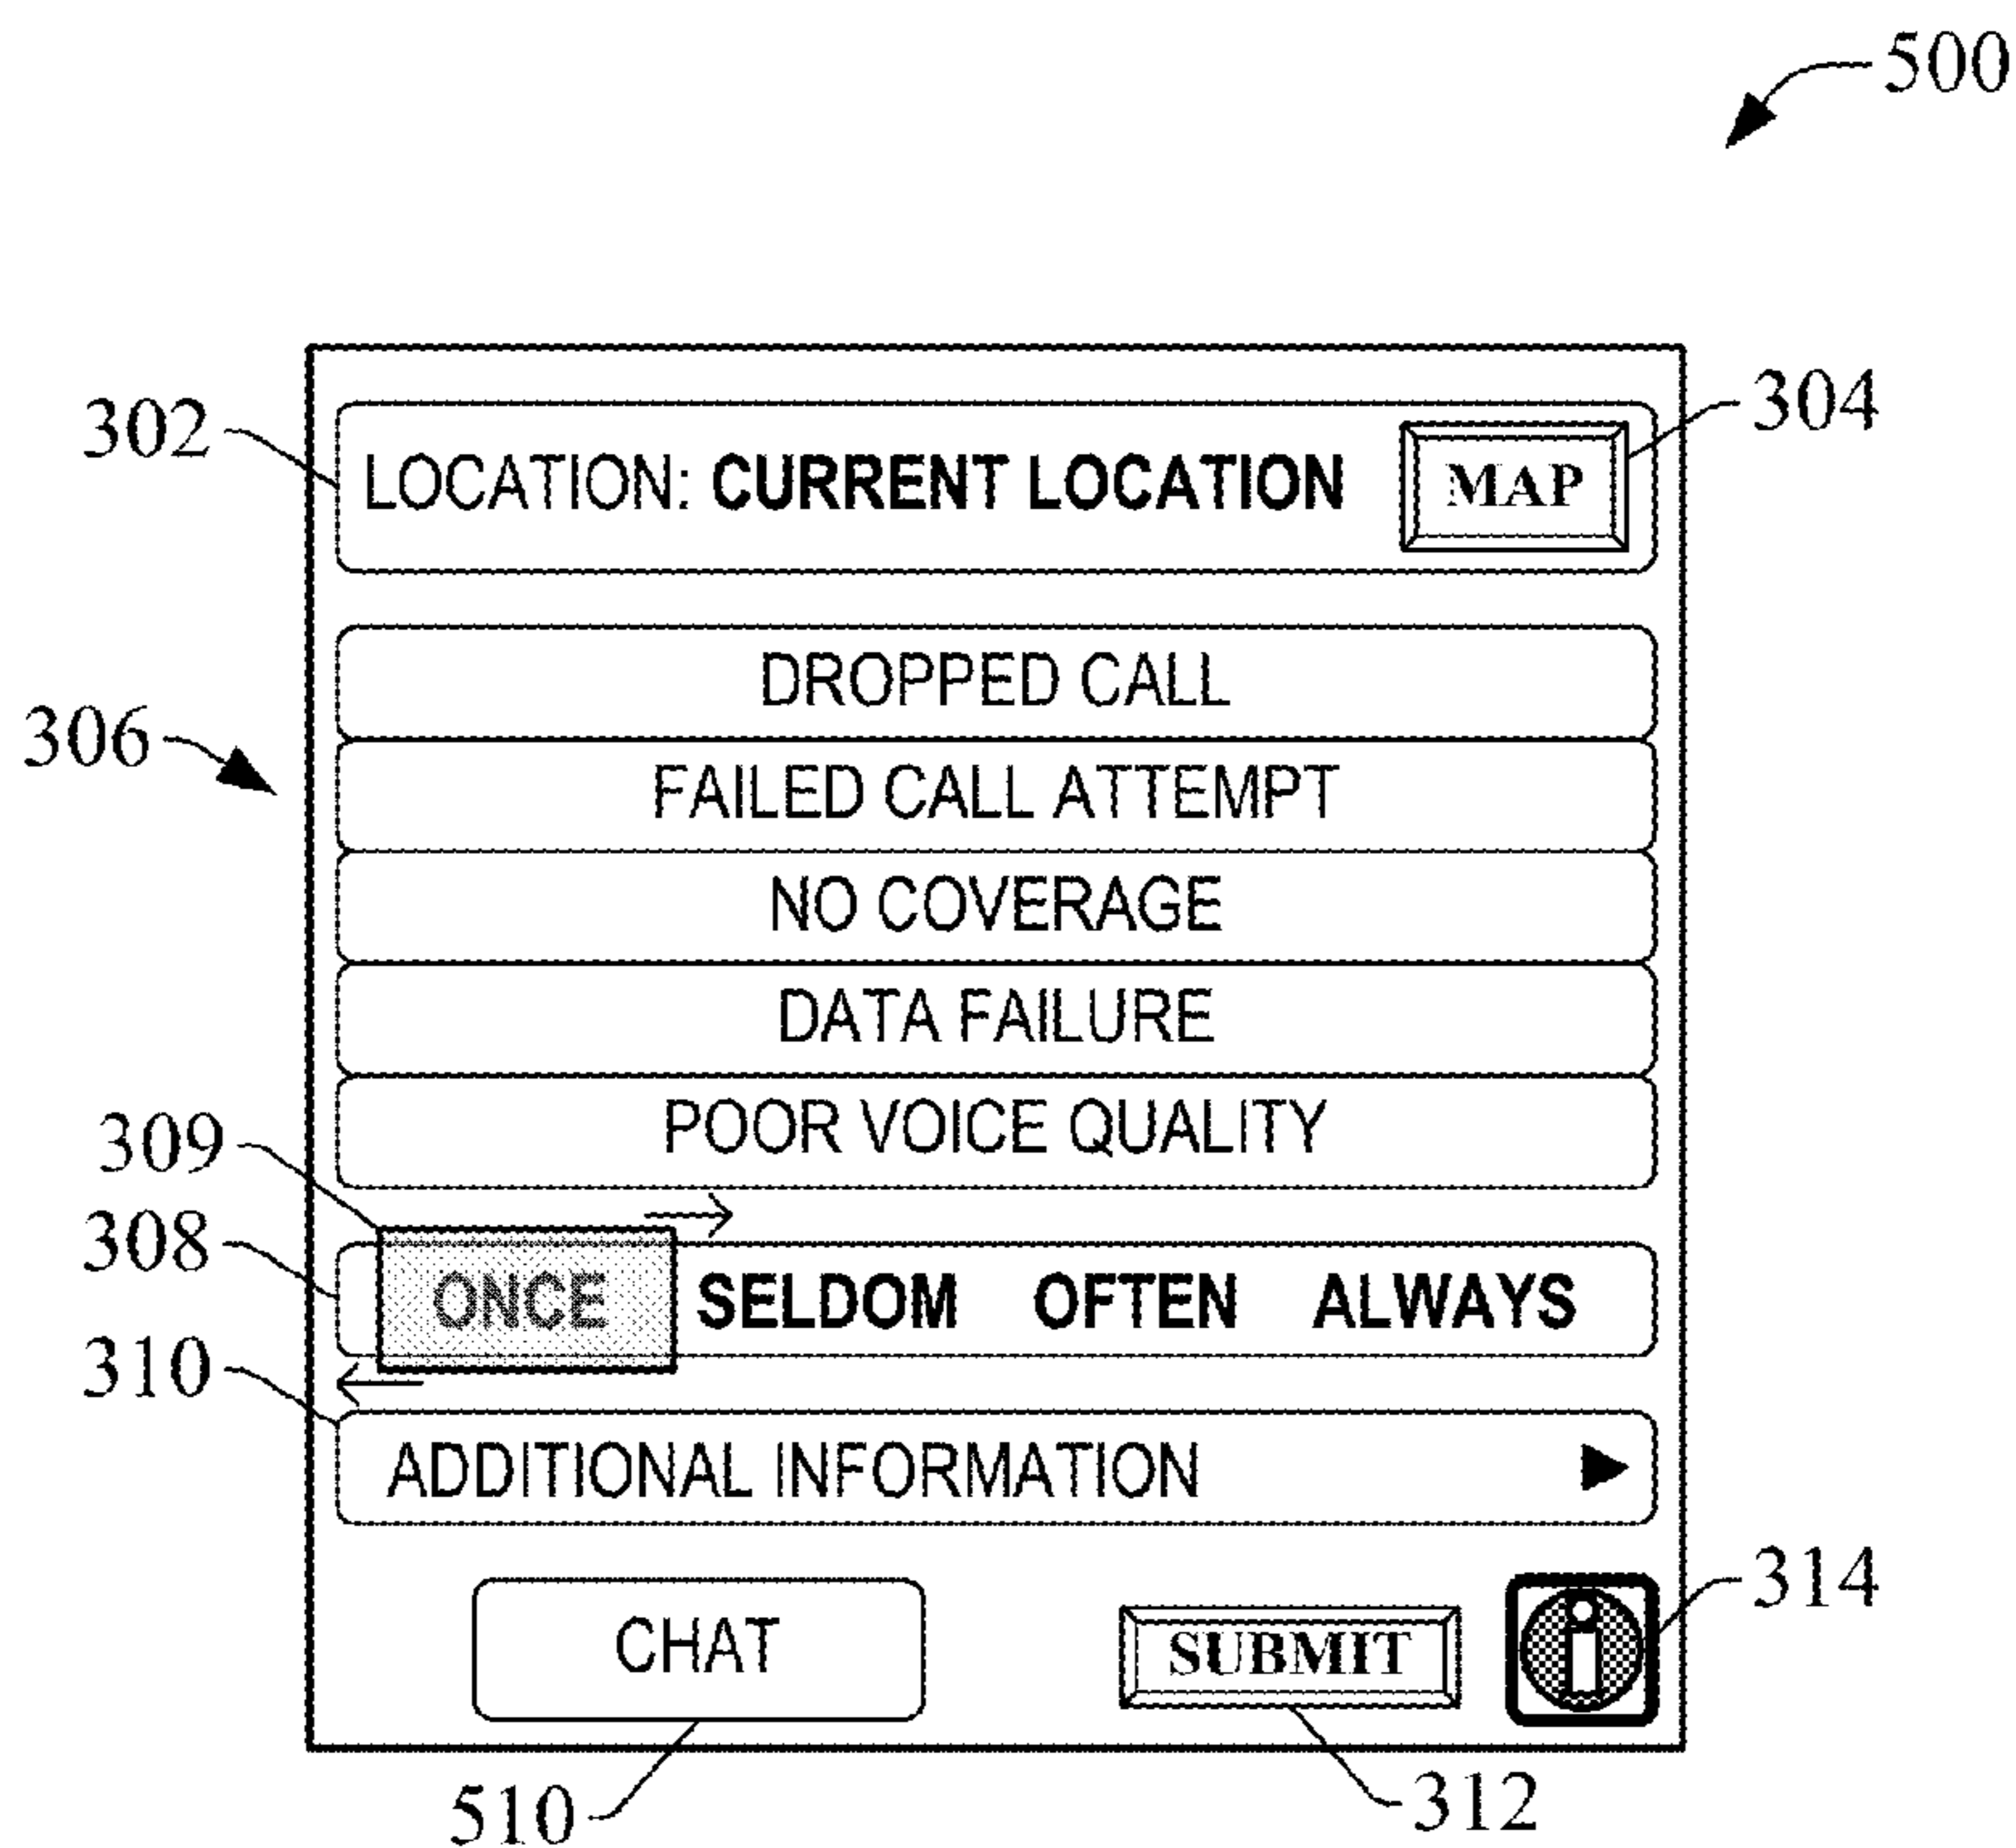 500
302
LOCATION: CURRENT LOCATION
MAP
304
306
DROPPED CALL
FAILED CALL ATTEMPT
NO COVERAGE
DATA FAILURE
POOR VOICE QUALITY
309
308
ONCE SELDOM OFTEN ALWAYS
310
ADDITIONAL INFORMATION
314
CHAT
SUBMIT
i
510
312